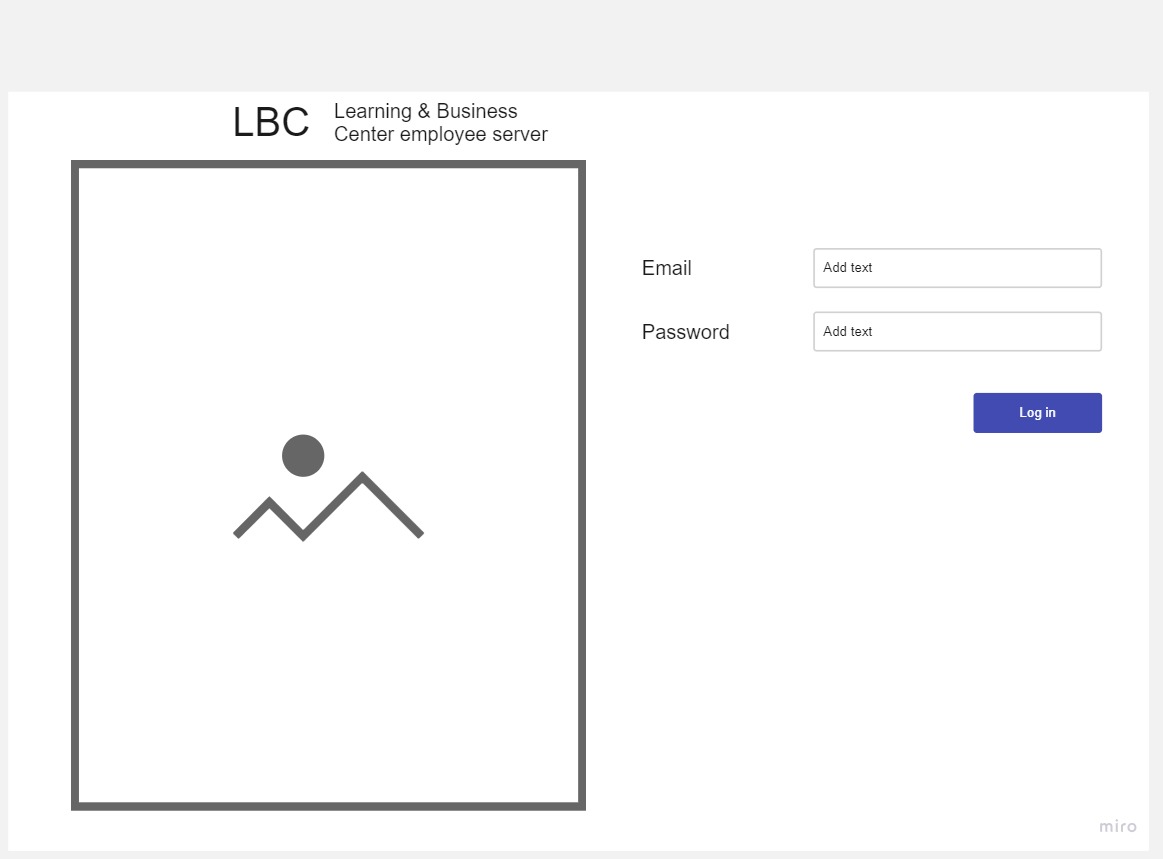 LBC
Learning & Business
Center employee server
Email
Add text
Password
Add text
Log in
miro